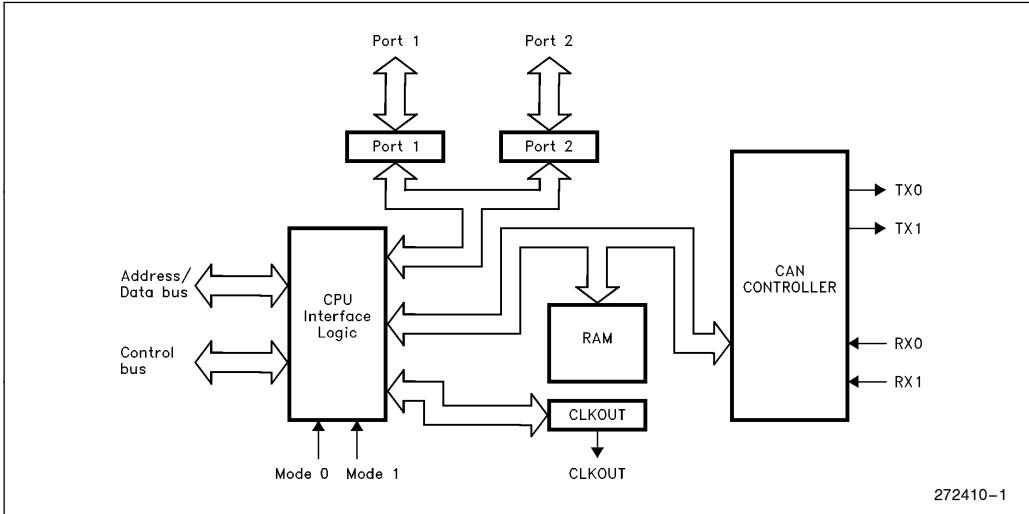 Port 1
Port 2
Port 1
Port 2
Address/
Data bus
Control
bus
CPU
Interface
Logic
Mode 0
Mode 1
RAM
CLKOUT
CLKOUT
CAN
CONTROLLER
TX0
TX1
RX0
RX1
272410-1